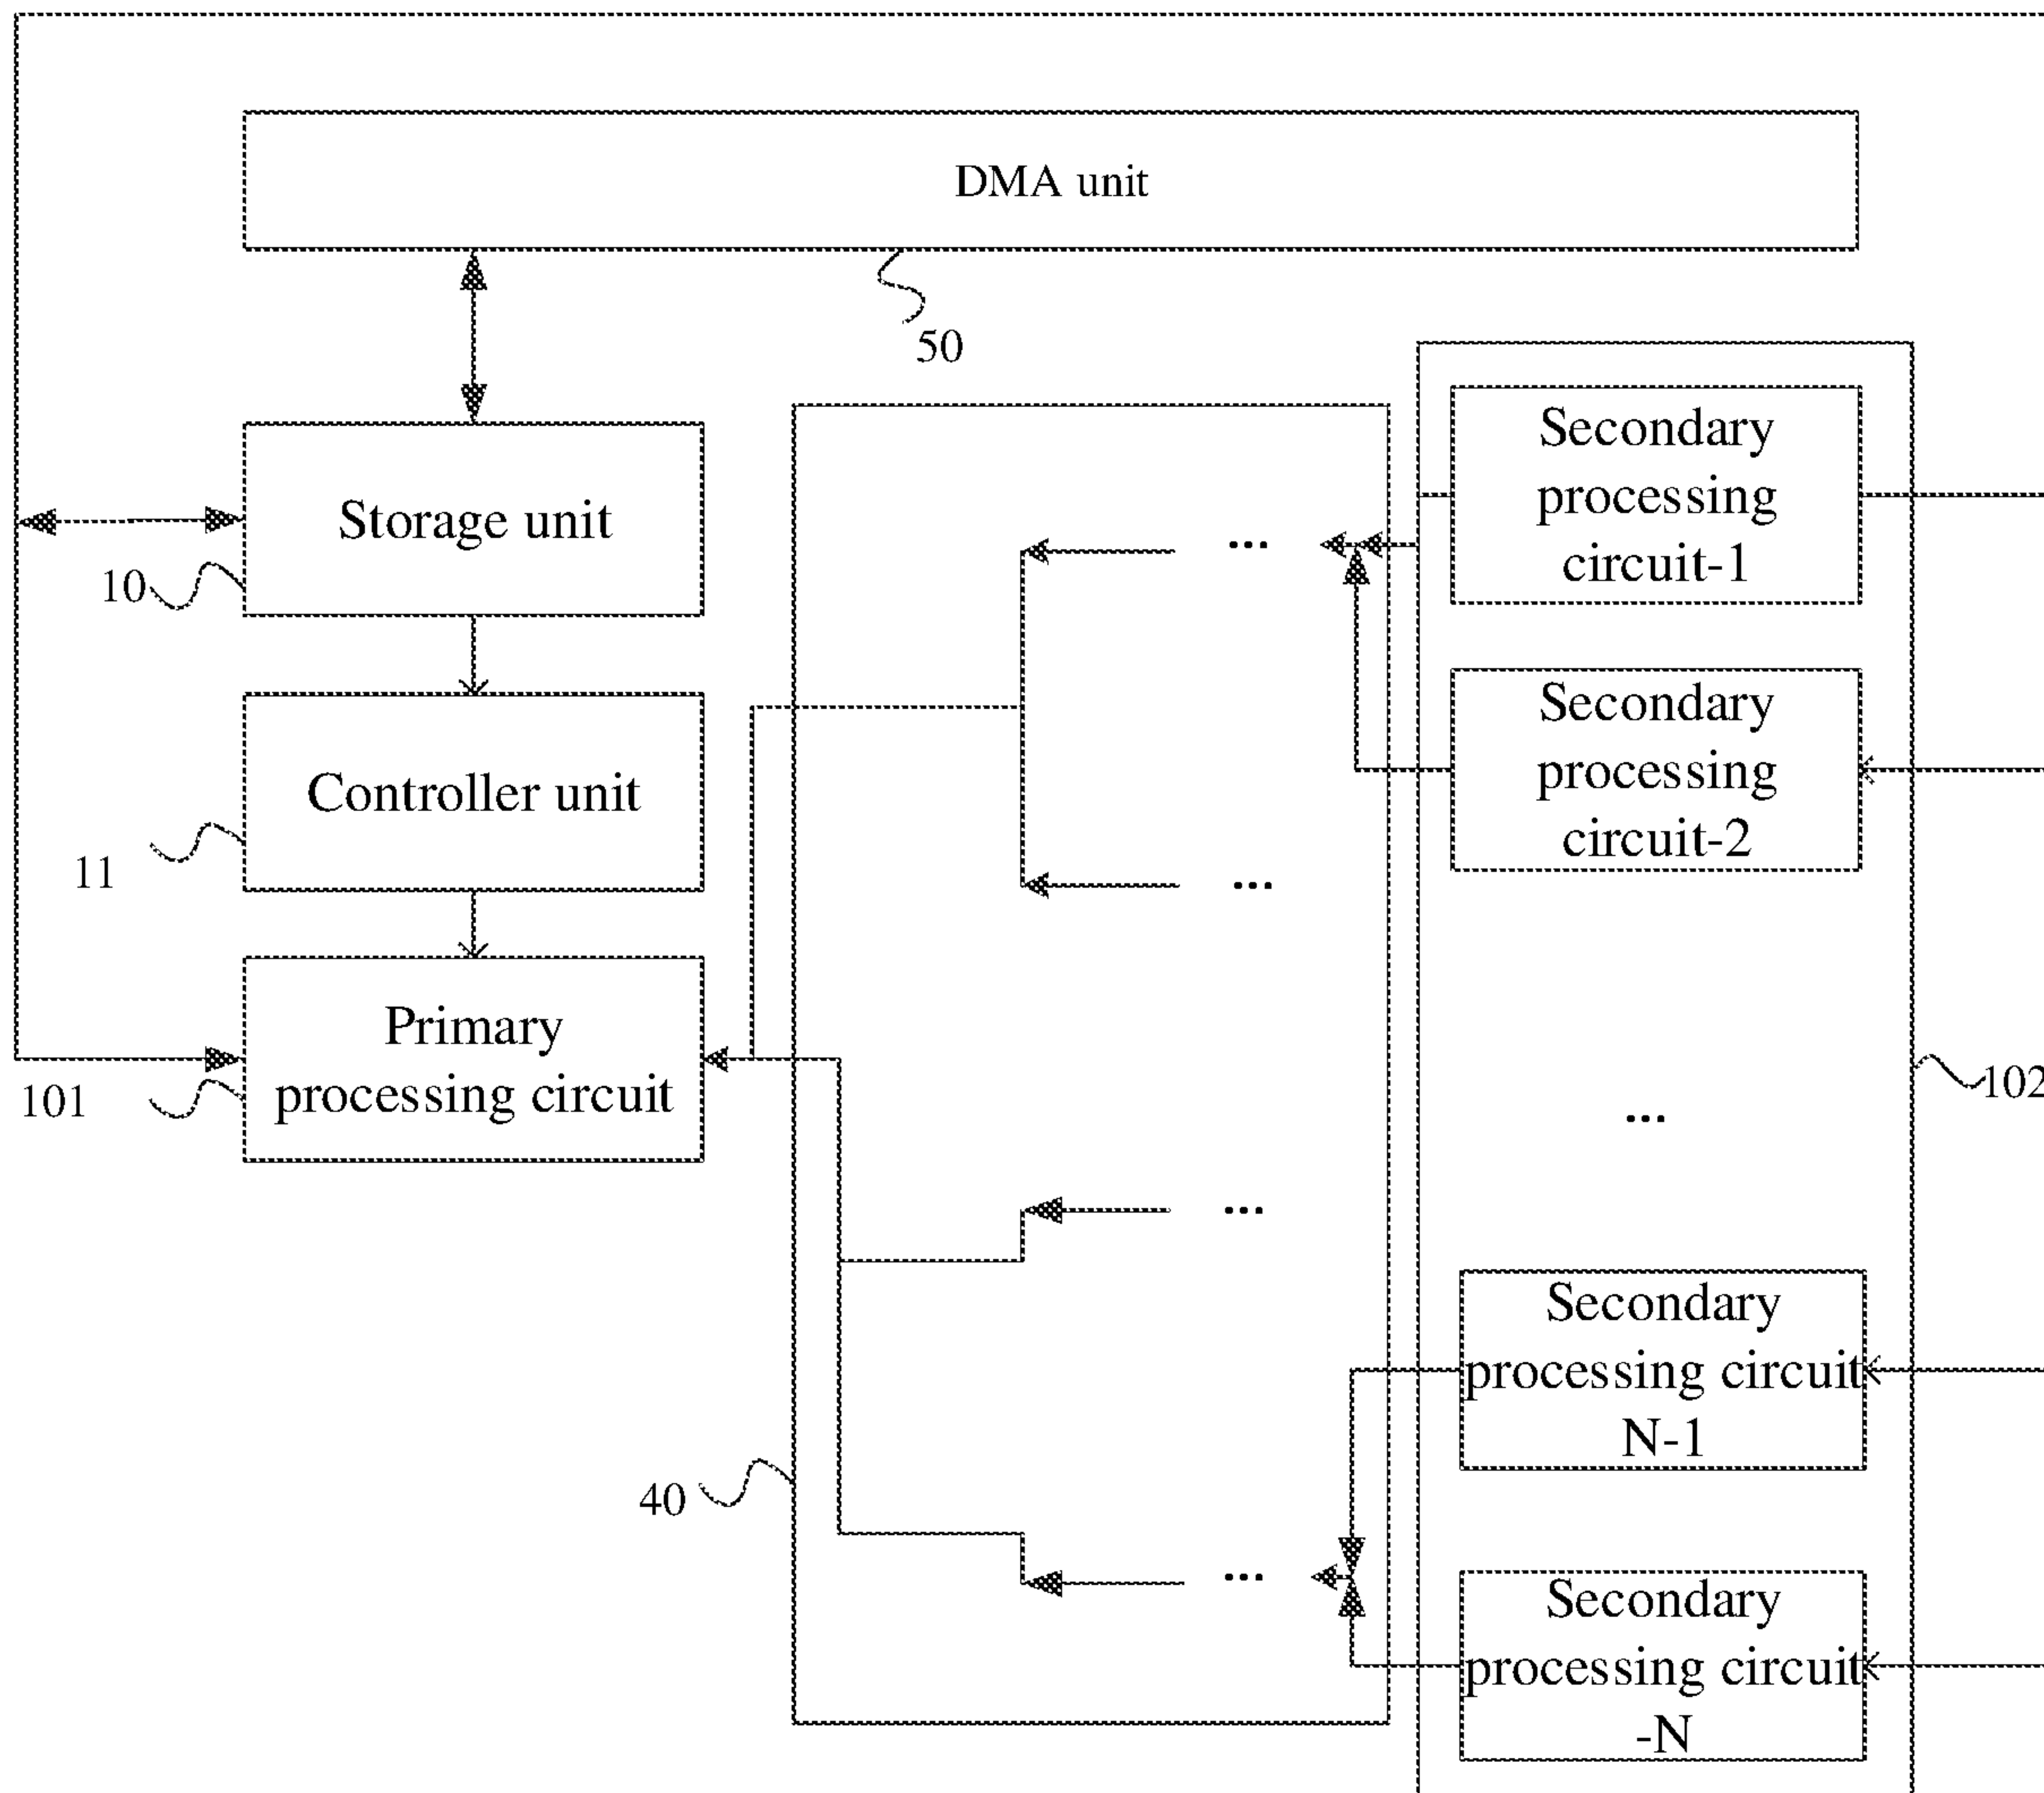 DMA unit
50
Storage unit
10
Controller unit
11
Primary
processing circuit
101
40
...
...
...
...
Secondary
processing
circuit-1
Secondary
processing
circuit-2
...
102
Secondary
processing circuit
N-1
Secondary
processing circuit
-N